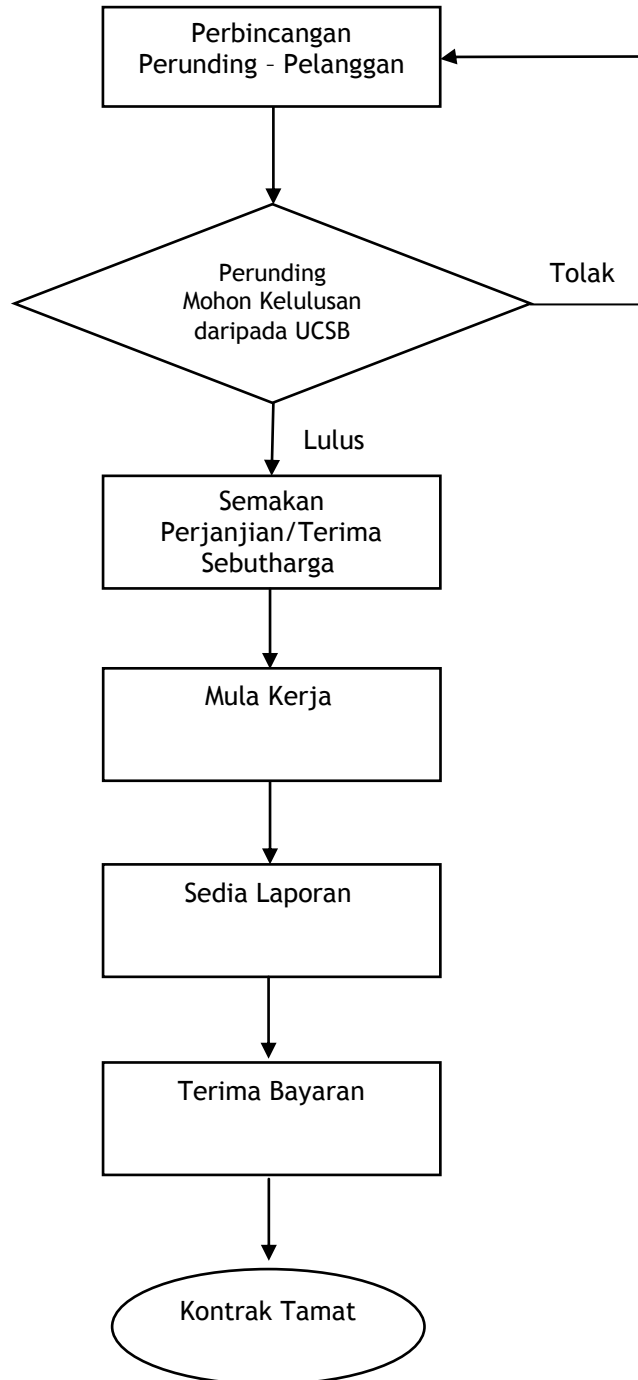 Perbincangan
Perunding – Pelanggan
Perunding
Mohon Kelulusan
daripada UCSB
Tolak
Lulus
Semakan
Perjanjian/Terima
Sebutharga
Mula Kerja
Sedia Laporan
Terima Bayaran
Kontrak Tamat